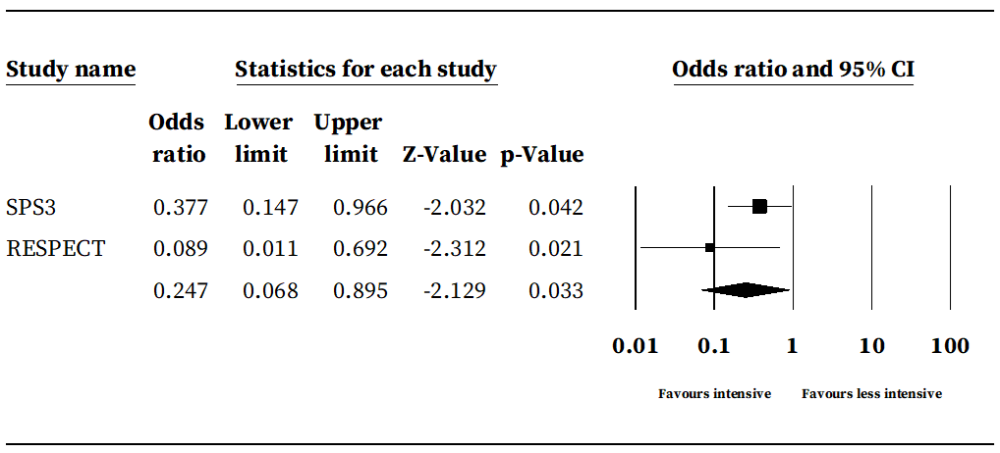 Study name Statistics for each study Odds ratio and 95% CI
Odds Lower Upper
ratio limit limit Z-Value p-Value
SPS3 0.377 0.147 0.966 -2.032 0.042
RESPECT 0.089 0.011 0.692 -2.312 0.021
0.247 0.068 0.895 -2.129 0.033
0.01 0.1 1 10 100
Favours intensive Favours less intensive